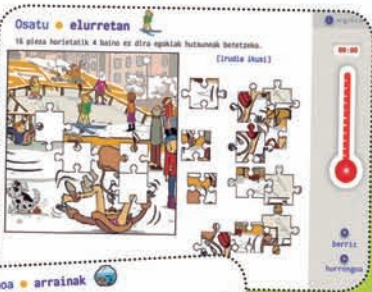 Osatu • elurretan
16 pieza horietatik 4 baino ez dira egokiak hutsuneak betetzeko.
[irudia ikusi]
00:00
berriz
hurrengoa
oa • arrainak